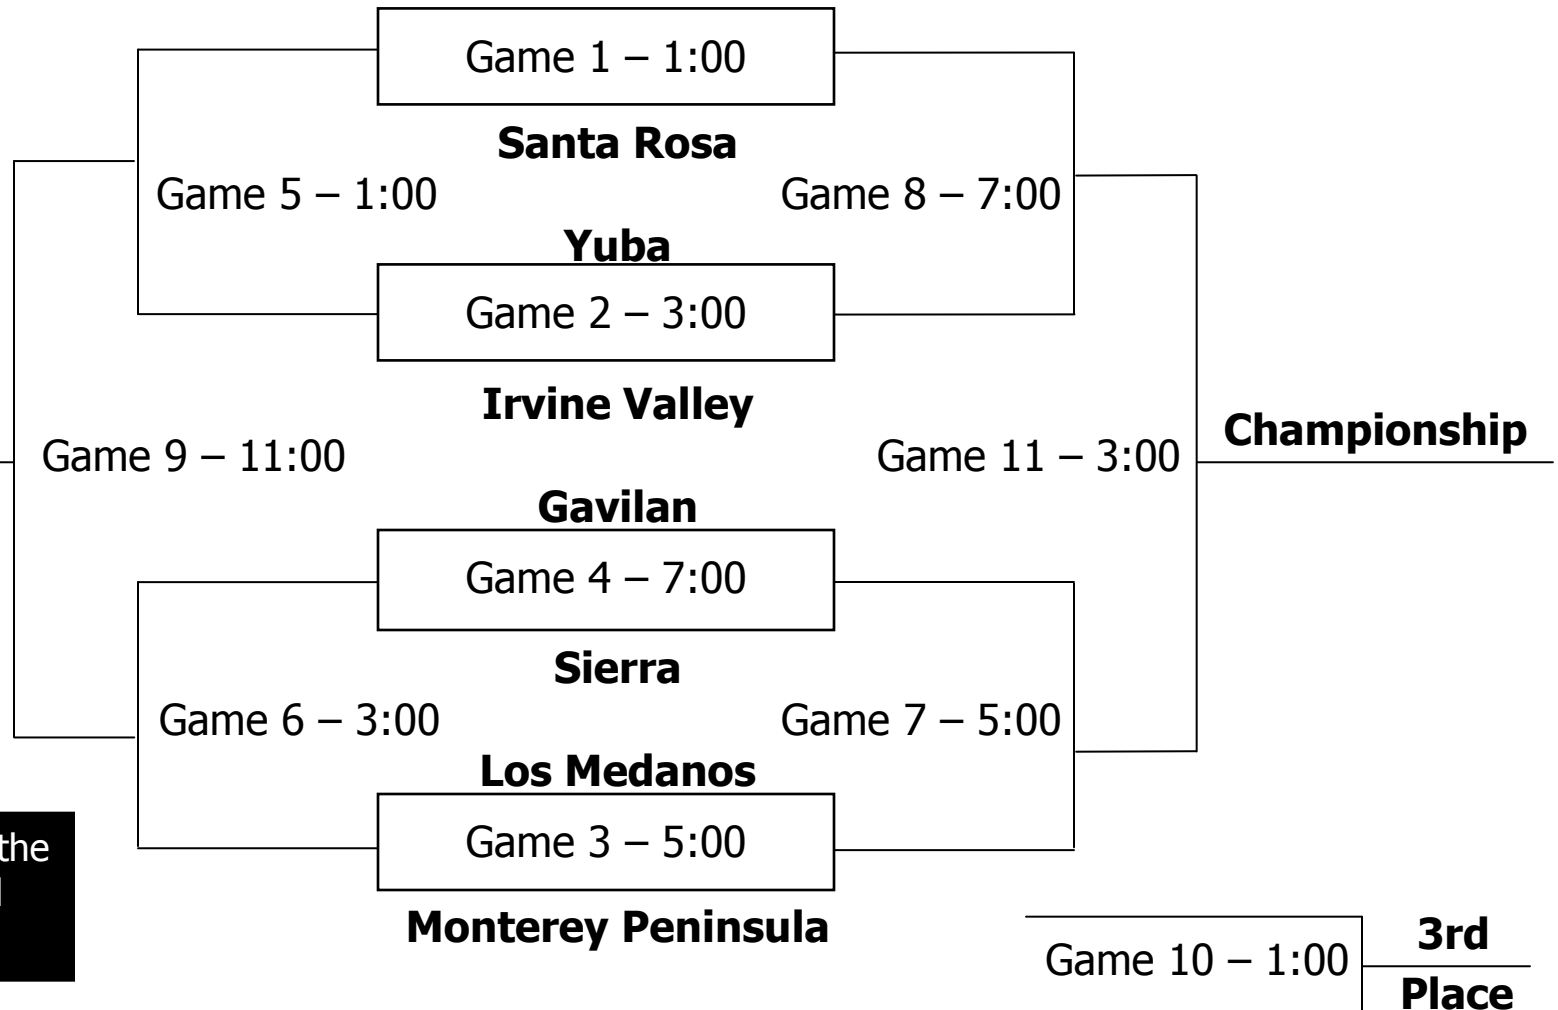 Game 1 – 1:00
Santa Rosa
Game 5 – 1:00
Game 8 – 7:00
Yuba
Game 2 – 3:00
Irvine Valley
Championship
Game 9 – 11:00
Game 11 – 3:00
Gavilan
Game 4 – 7:00
Sierra
Game 6 – 3:00
Game 7 – 5:00
Los Medanos
Game 3 – 5:00
the
Monterey Peninsula
3rd
Game 10 – 1:00
Place